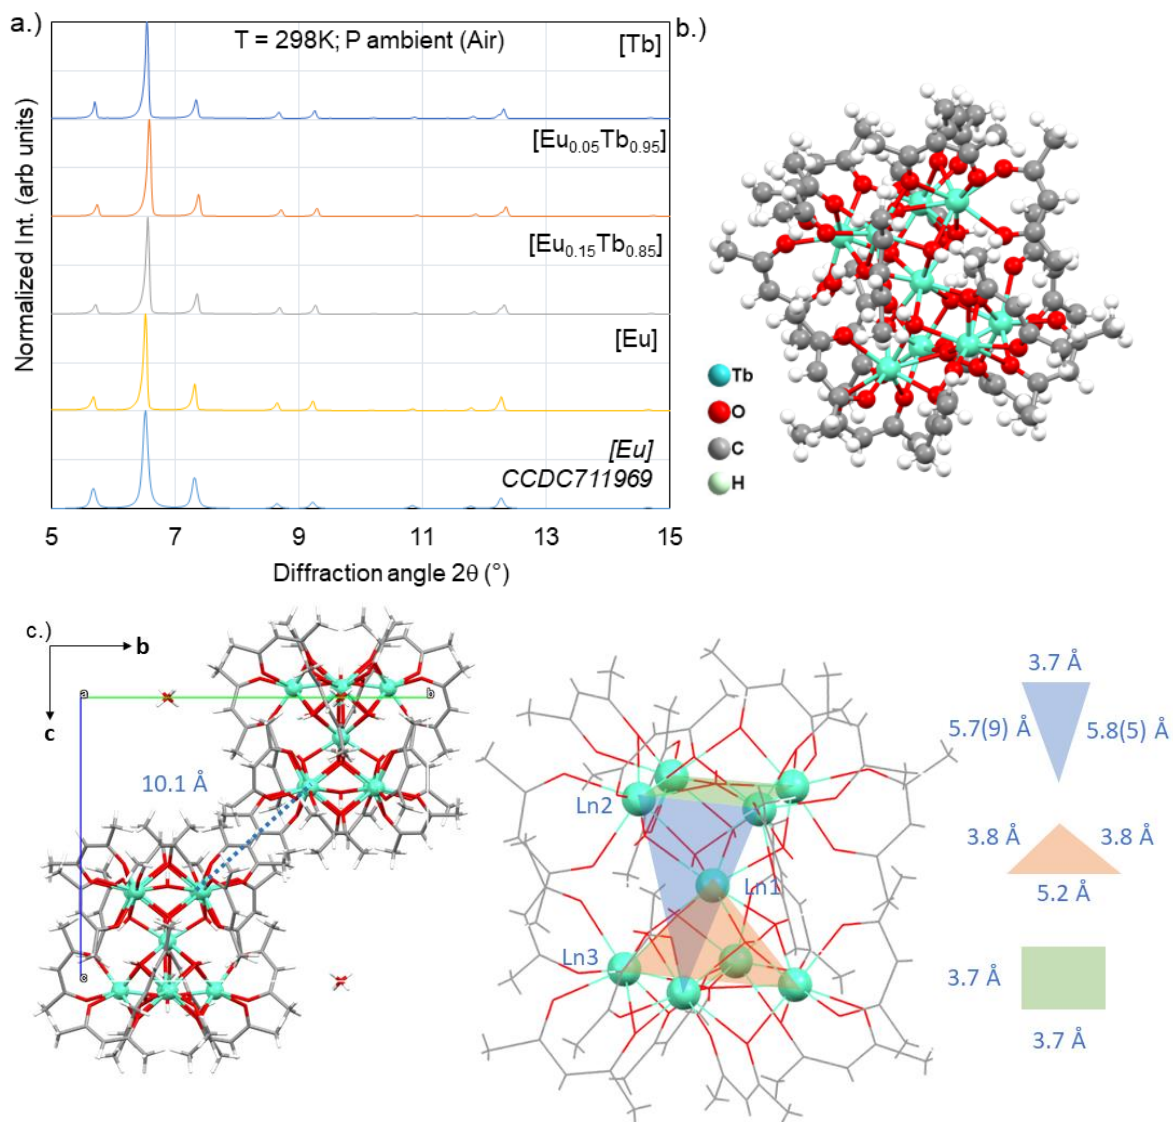 a.)
T = 298K; P ambient (Air)
[Tb]
[Eu0.05Tb0.95]
[Eu0.15Tb0.85]
[Eu]
[Eu]
CCDC711969
Normalized Int. (arb units)
5 7 9 11 13 15
Diffraction angle 2θ (°)
b.)
Tb
O
C
H
c.)
b
c
a
b
c
10.1 Å
Ln2
Ln1
Ln3
3.7 Å
5.7(9) Å 5.8(5) Å
3.8 Å 3.8 Å
5.2 Å
3.7 Å
3.7 Å